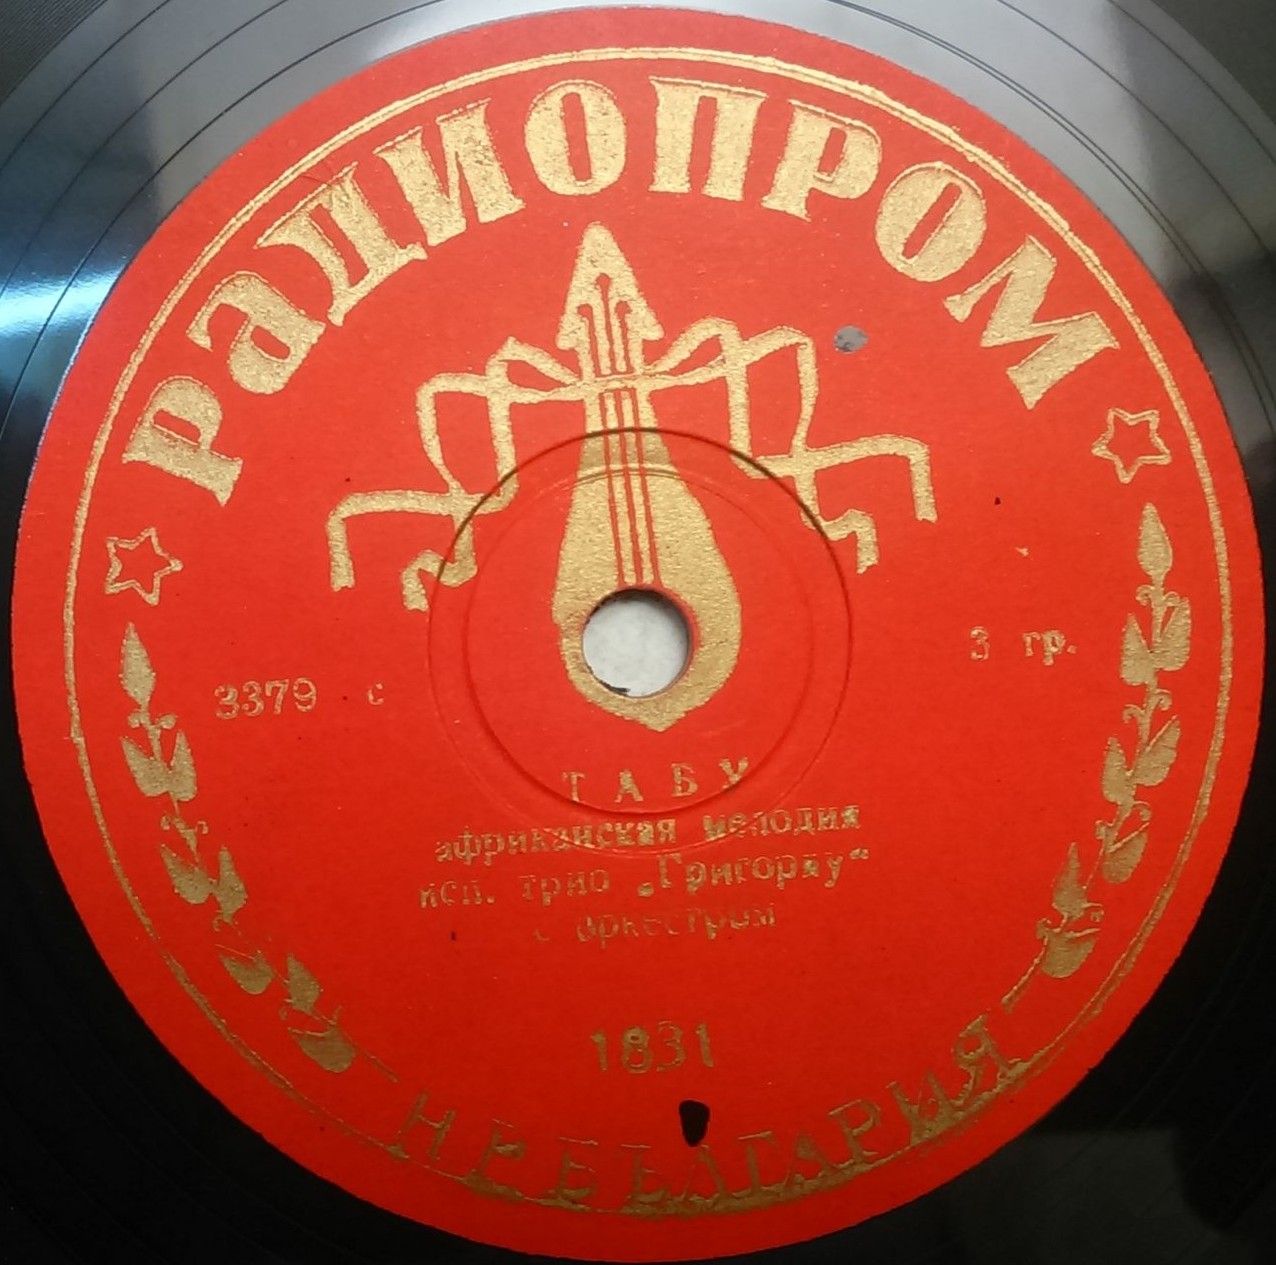 РАДИОПРОМ
3379 с
3 гр.
ТАБУ
африканская мелодия
исп. трио „Григорку“
с оркестром
1831
НР БЪЛГАРИЯ